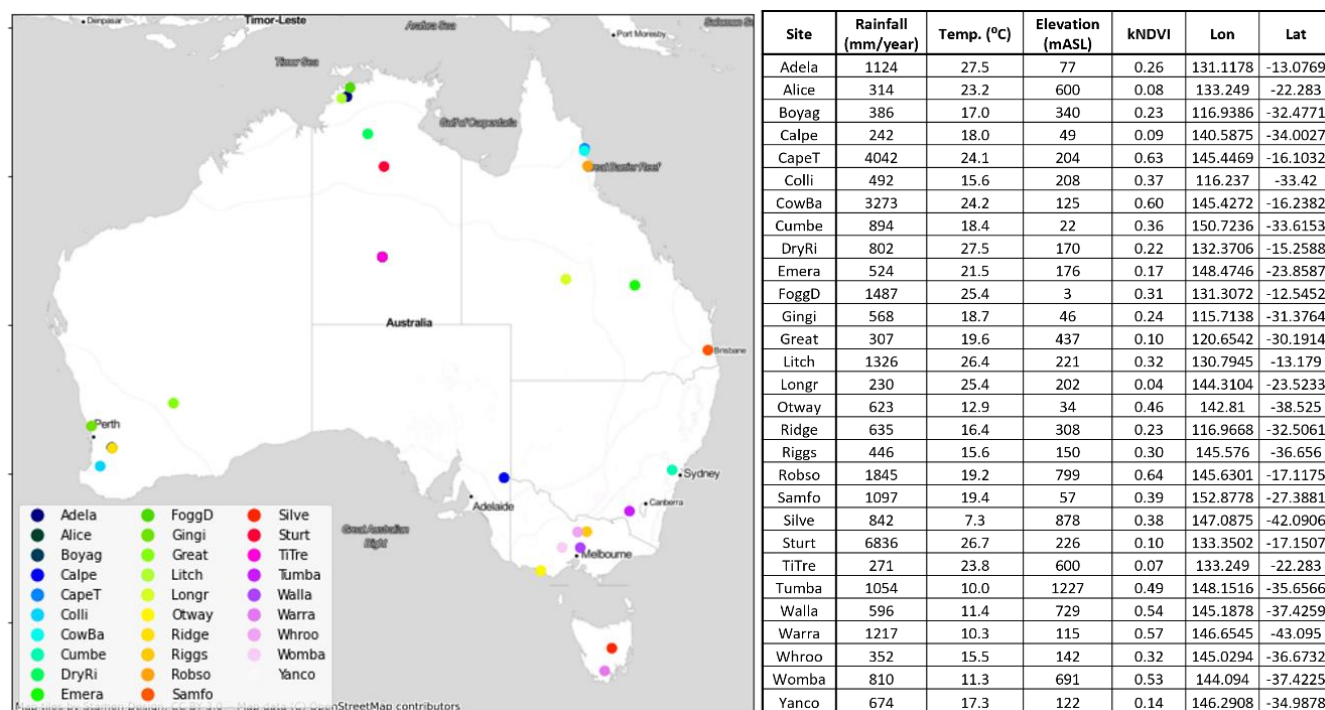 Denpasar
Timor-Leste
Arafura Sea
Solomon Se
Port Moresby
Timor Sea
Gulf of Carpentaria
Great Barrier Reef
Australia
Brisbane
Perth
Sydney
Adelaide
Canberra
Great Australian
Bight
Melbourne
Adela FoggD Silve
Alice Gingi Sturt
Boyag Great TiTre
Calpe Litch Tumba
CapeT Longr Walla
Colli Otway Warra
CowBa Ridge Whroo
Cumbe Riggs Womba
DryRi Robso Yanco
Emera Samfo
Map tiles by Stamen Design, CC BY 3.0 -- Map data (C) OpenStreetMap contributors
Site Rainfall (mm/year) Temp. (⁰C) Elevation (mASL) kNDVI Lon Lat
Adela 1124 27.5 77 0.26 131.1178 -13.0769
Alice 314 23.2 600 0.08 133.249 -22.283
Boyag 386 17.0 340 0.23 116.9386 -32.4771
Calpe 242 18.0 49 0.09 140.5875 -34.0027
CapeT 4042 24.1 204 0.63 145.4469 -16.1032
Colli 492 15.6 208 0.37 116.237 -33.42
CowBa 3273 24.2 125 0.60 145.4272 -16.2382
Cumbe 894 18.4 22 0.36 150.7236 -33.6153
DryRi 802 27.5 170 0.22 132.3706 -15.2588
Emera 524 21.5 176 0.17 148.4746 -23.8587
FoggD 1487 25.4 3 0.31 131.3072 -12.5452
Gingi 568 18.7 46 0.24 115.7138 -31.3764
Great 307 19.6 437 0.10 120.6542 -30.1914
Litch 1326 26.4 221 0.32 130.7945 -13.179
Longr 230 25.4 202 0.04 144.3104 -23.5233
Otway 623 12.9 34 0.46 142.81 -38.525
Ridge 635 16.4 308 0.23 116.9668 -32.5061
Riggs 446 15.6 150 0.30 145.576 -36.656
Robso 1845 19.2 799 0.64 145.6301 -17.1175
Samfo 1097 19.4 57 0.39 152.8778 -27.3881
Silve 842 7.3 878 0.38 147.0875 -42.0906
Sturt 6836 26.7 226 0.10 133.3502 -17.1507
TiTre 271 23.8 600 0.07 133.249 -22.283
Tumba 1054 10.0 1227 0.49 148.1516 -35.6566
Walla 596 11.4 729 0.54 145.1878 -37.4259
Warra 1217 10.3 115 0.57 146.6545 -43.095
Whroo 352 15.5 142 0.32 145.0294 -36.6732
Womba 810 11.3 691 0.53 144.094 -37.4225
Yanco 674 17.3 122 0.14 146.2908 -34.9878